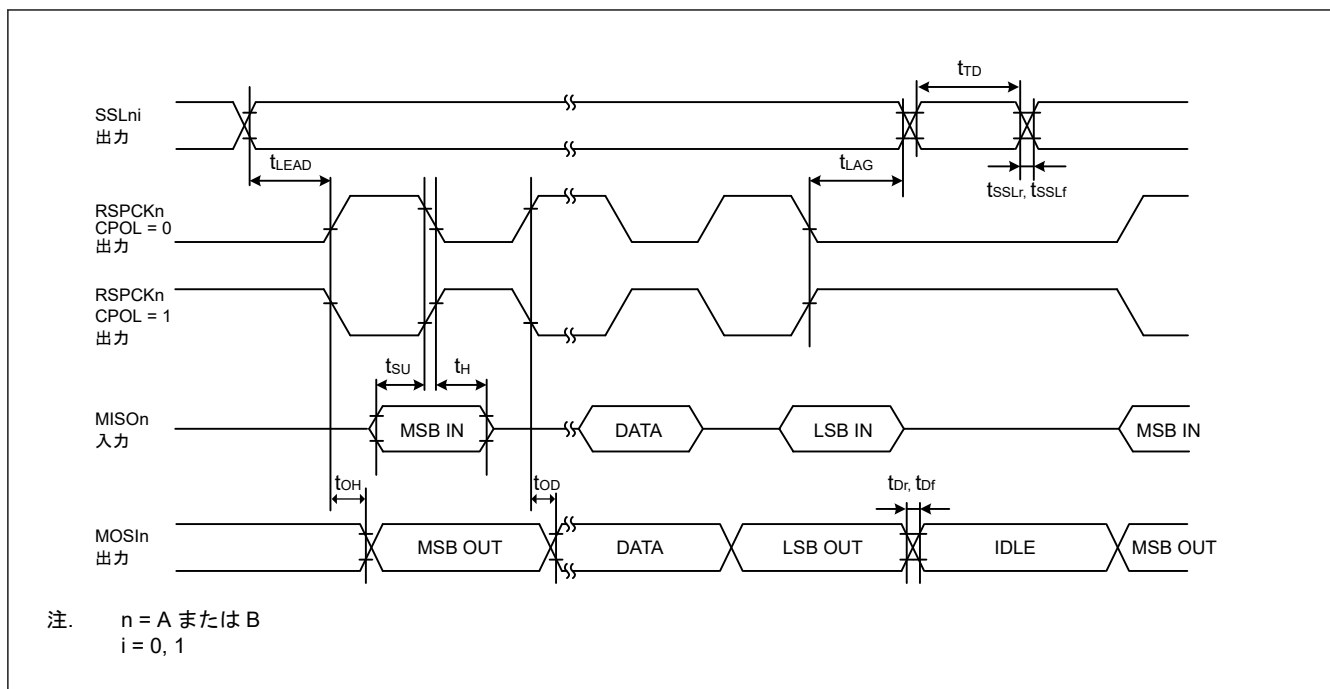 tTD
SSLni
出力
tLEAD
tLAG
tSSLr, tSSLf
RSPCKn
CPOL = 0
出力
RSPCKn
CPOL = 1
出力
tSU
tH
MISOn
入力
MSB IN
DATA
LSB IN
MSB IN
tOH
tOD
tDr, tDf
MOSIn
出力
MSB OUT
DATA
LSB OUT
IDLE
MSB OUT
注. n = A または B
i = 0, 1